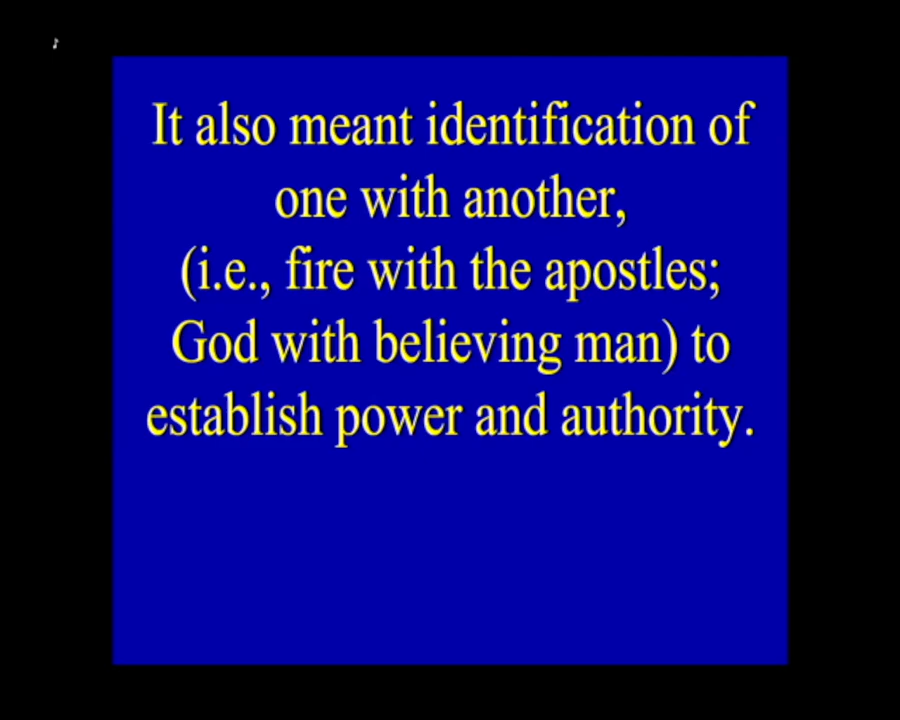 It also meant identification of
one with another,
(i.e., fire with the apostles;
God with believing man) to
establish power and authority.